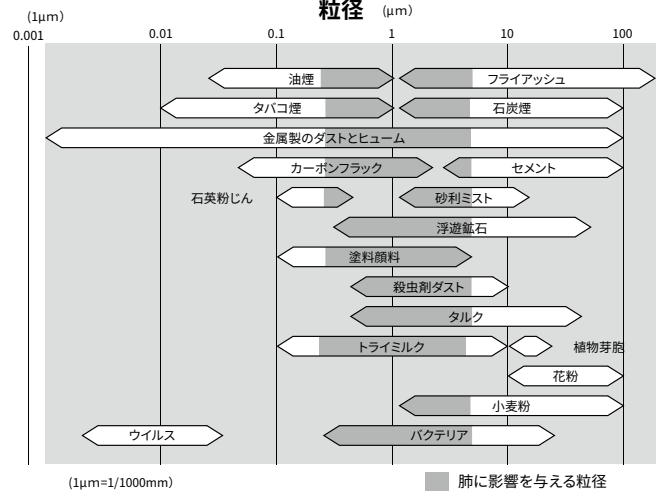 粒径 (μm)
(1μm)
0.001 0.01 0.1 1 10 100
油煙 フライアッシュ
タバコ煙 石炭煙
金属製のダストとヒューム
カーボンフラック セメント
石英粉じん 砂利ミスト
浮遊鉱石
塗料顔料
殺虫剤ダスト
タルク
トライミルク 植物芽胞
花粉
小麦粉
ウイルス バクテリア
(1μm=1/1000mm) 肺に影響を与える粒径